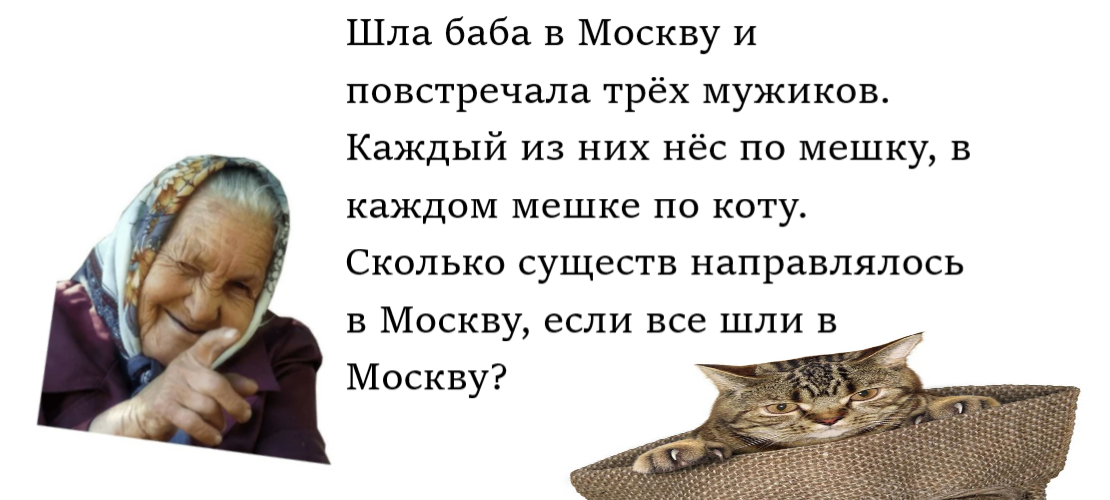 Шла баба в Москву и
повстречала трёх мужиков.
Каждый из них нёс по мешку, в
каждом мешке по коту.
Сколько существ направлялось
в Москву, если все шли в
Москву?